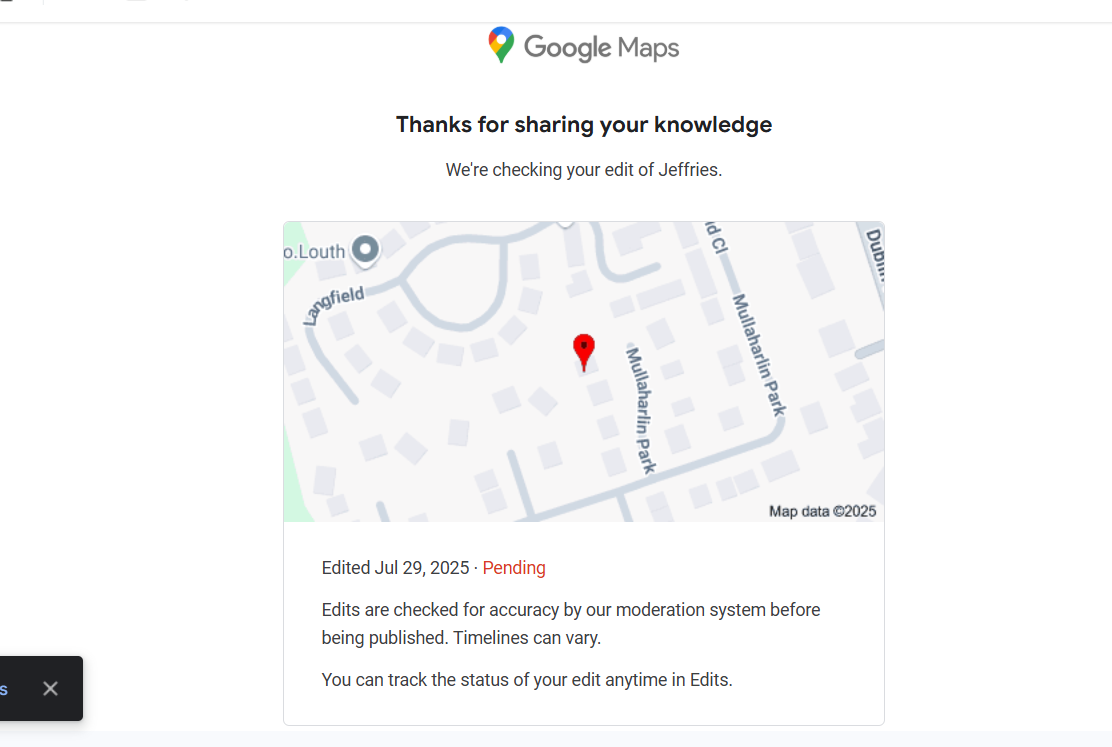 Google Maps
Thanks for sharing your knowledge
We're checking your edit of Jeffries.
o.Louth
Langfield
ld Cl
Dublin
Mullaharlin Park
Mullaharlin Park
Map data ©2025
Edited Jul 29, 2025 · Pending
Edits are checked for accuracy by our moderation system before
being published. Timelines can vary.
You can track the status of your edit anytime in Edits.
s